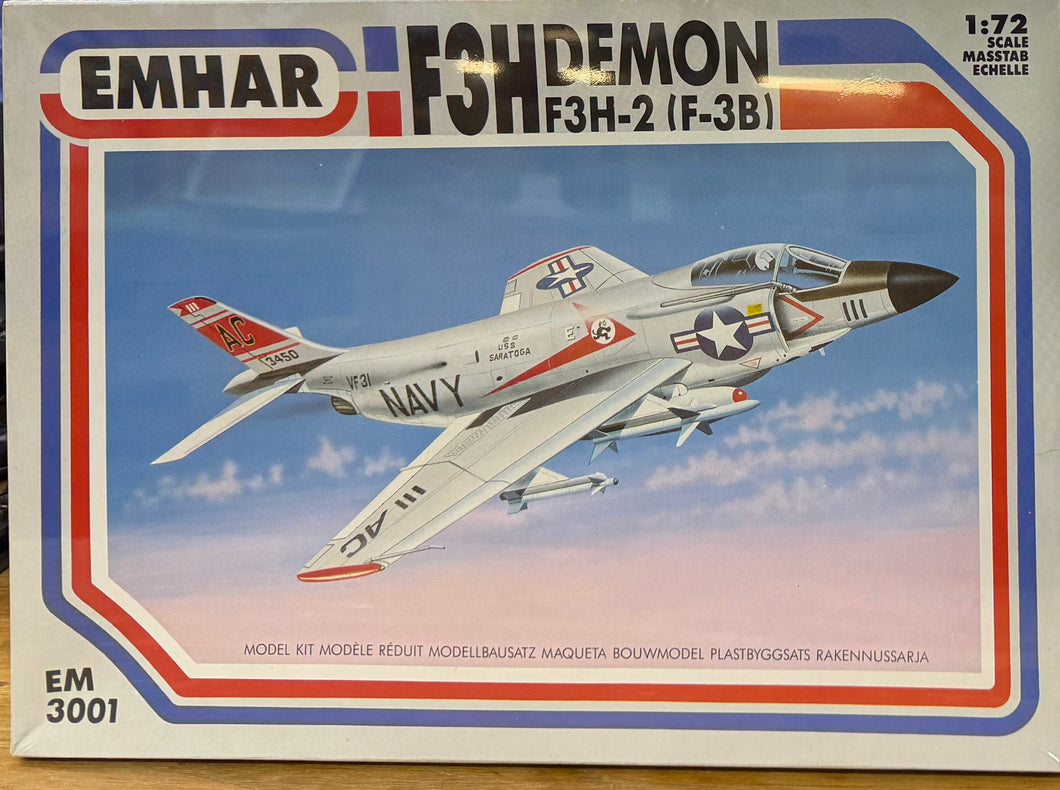 EMHAR
F3H DEMON
F3H-2 (F-3B)
1:72
SCALE
MASSTAB
ECHELLE
111
AC
3450
VF31
NAVY
USS
SARATOGA
E
111
111 AC
MODEL KIT MODÈLE RÉDUIT MODELLBAUSATZ MAQUETA BOUWMODEL PLASTBYGGSATS RAKENNUSSARJA
EM
3001